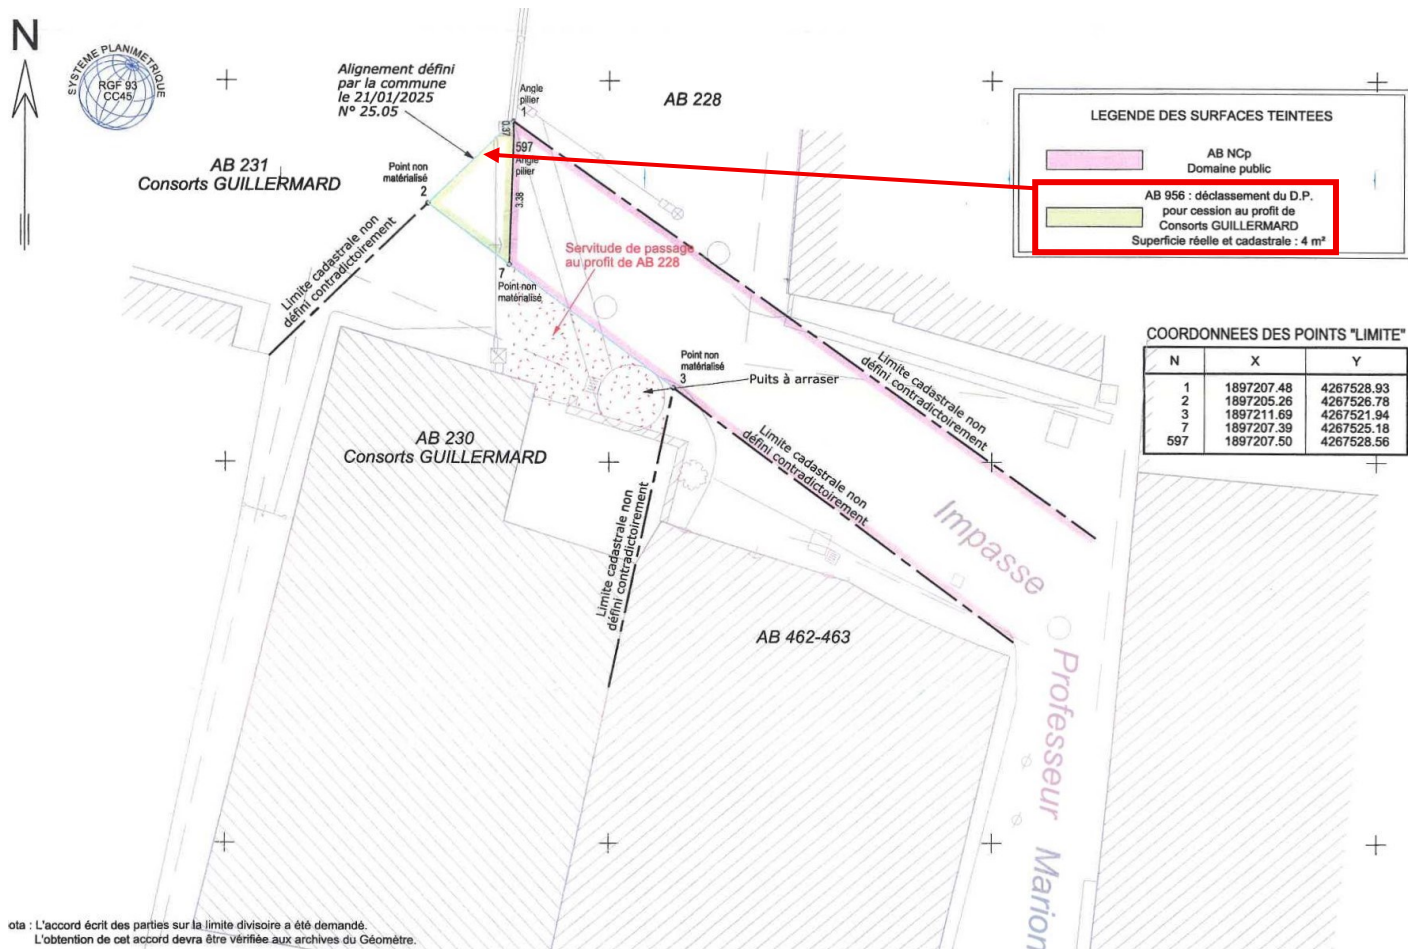 N
SYSTEME PLANIMETRIQUE
RGF 93
CC45
Alignement défini
par la commune
le 21/01/2025
N° 25.05
Angle
pilier
1
AB 228
0.37
597
Angle
pilier
3.38
AB 231
Consorts GUILLERMARD
Point non
matérialisé
2
Limite cadastrale non
défini contradictoirement
Servitude de passage
au profit de AB 228
7
Point non
matérialisé
Point non
matérialisé
3
Puits à arraser
Limite cadastrale non
défini contradictoirement
Limite cadastrale non
défini contradictoirement
Limite cadastrale non
défini contradictoirement
AB 230
Consorts GUILLERMARD
AB 462-463
Impasse
Professeur
Marion
LEGENDE DES SURFACES TEINTEES
AB NCp
Domaine public
AB 956 : déclassement du D.P.
pour cession au profit de
Consorts GUILLERMARD
Superficie réelle et cadastrale : 4 m²
COORDONNEES DES POINTS "LIMITE"
N X Y
1 1897207.48 4267528.93
2 1897205.26 4267526.78
3 1897211.69 4267521.94
7 1897207.39 4267525.18
597 1897207.50 4267528.56
ota : L'accord écrit des parties sur la limite divisoire a été demandé.
L'obtention de cet accord devra être vérifiée aux archives du Géomètre.